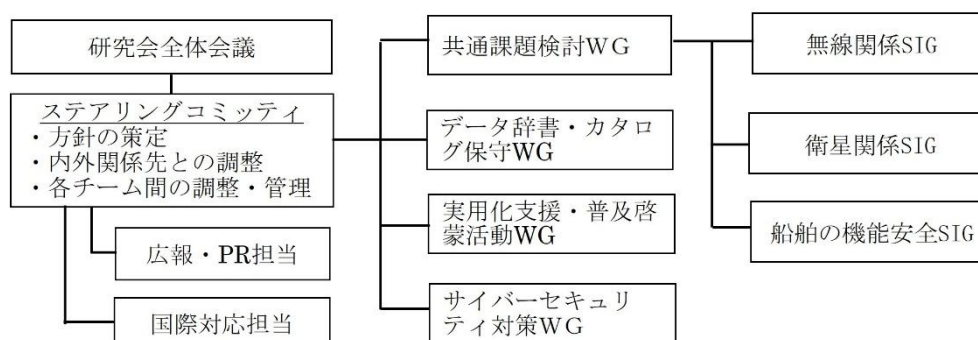 研究会全体会議
ステアリングコミッティ
・方針の策定
・内外関係先との調整
・各チーム間の調整・管理
広報・PR担当
国際対応担当
共通課題検討ＷＧ
データ辞書・カタロ
グ保守WG
実用化支援・普及啓
蒙活動WG
サイバーセキュリ
ティ対策ＷＧ
無線関係SIG
衛星関係SIG
船舶の機能安全SIG